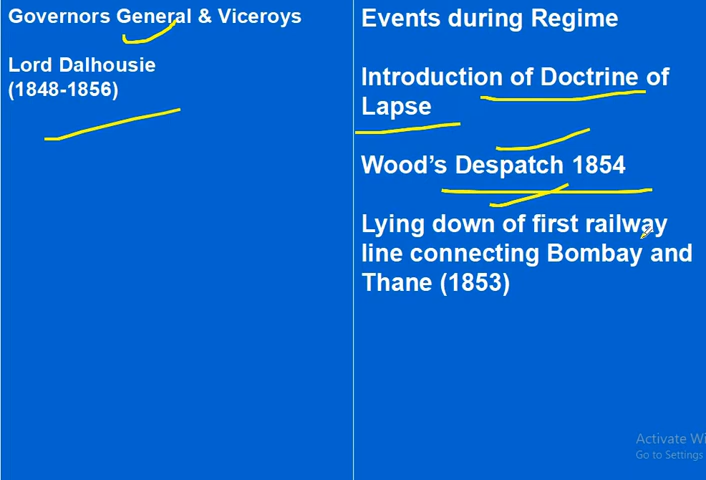 Governors General & Viceroys
Lord Dalhousie
(1848-1856)
Events during Regime
Introduction of Doctrine of
Lapse
Wood's Despatch 1854
Lying down of first railway
line connecting Bombay and
Thane (1853)
Activate Wi
Go to Settings